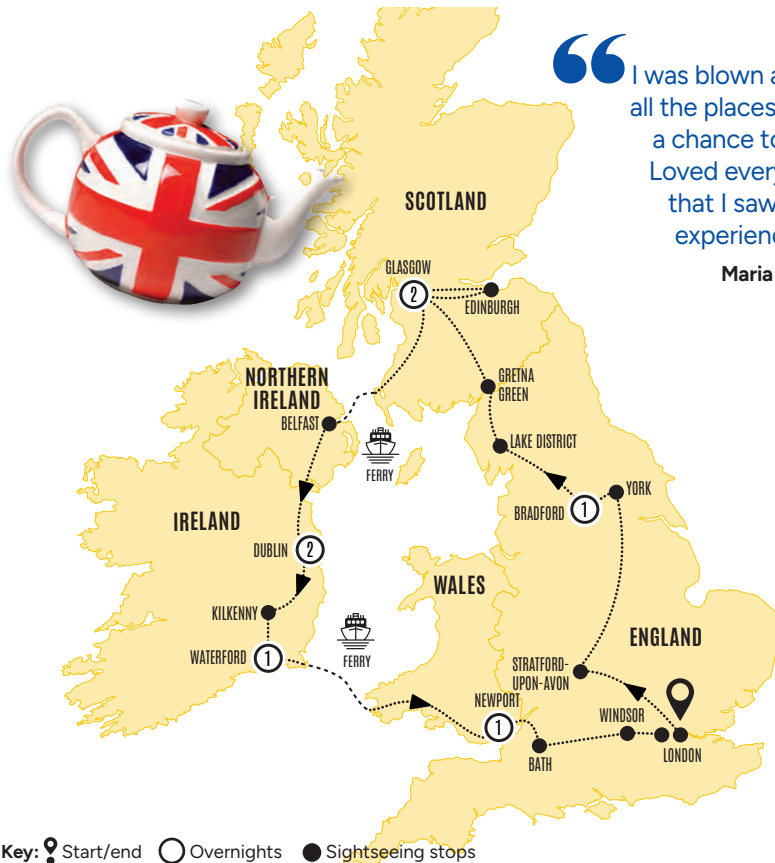 “ I was blown a
all the places
a chance to
Loved every
that I saw
experienc
Maria
SCOTLAND
GLASGOW
2
EDINBURGH
GRETNA
GREEN
NORTHERN
IRELAND
BELFAST
LAKE DISTRICT
FERRY
YORK
BRADFORD
1
IRELAND
DUBLIN
2
WALES
KILKENNY
ENGLAND
FERRY
WATERFORD
1
STRATFORD-
UPON-AVON
NEWPORT
1
WINDSOR
LONDON
BATH
Key: Start/end Overnights Sightseeing stops